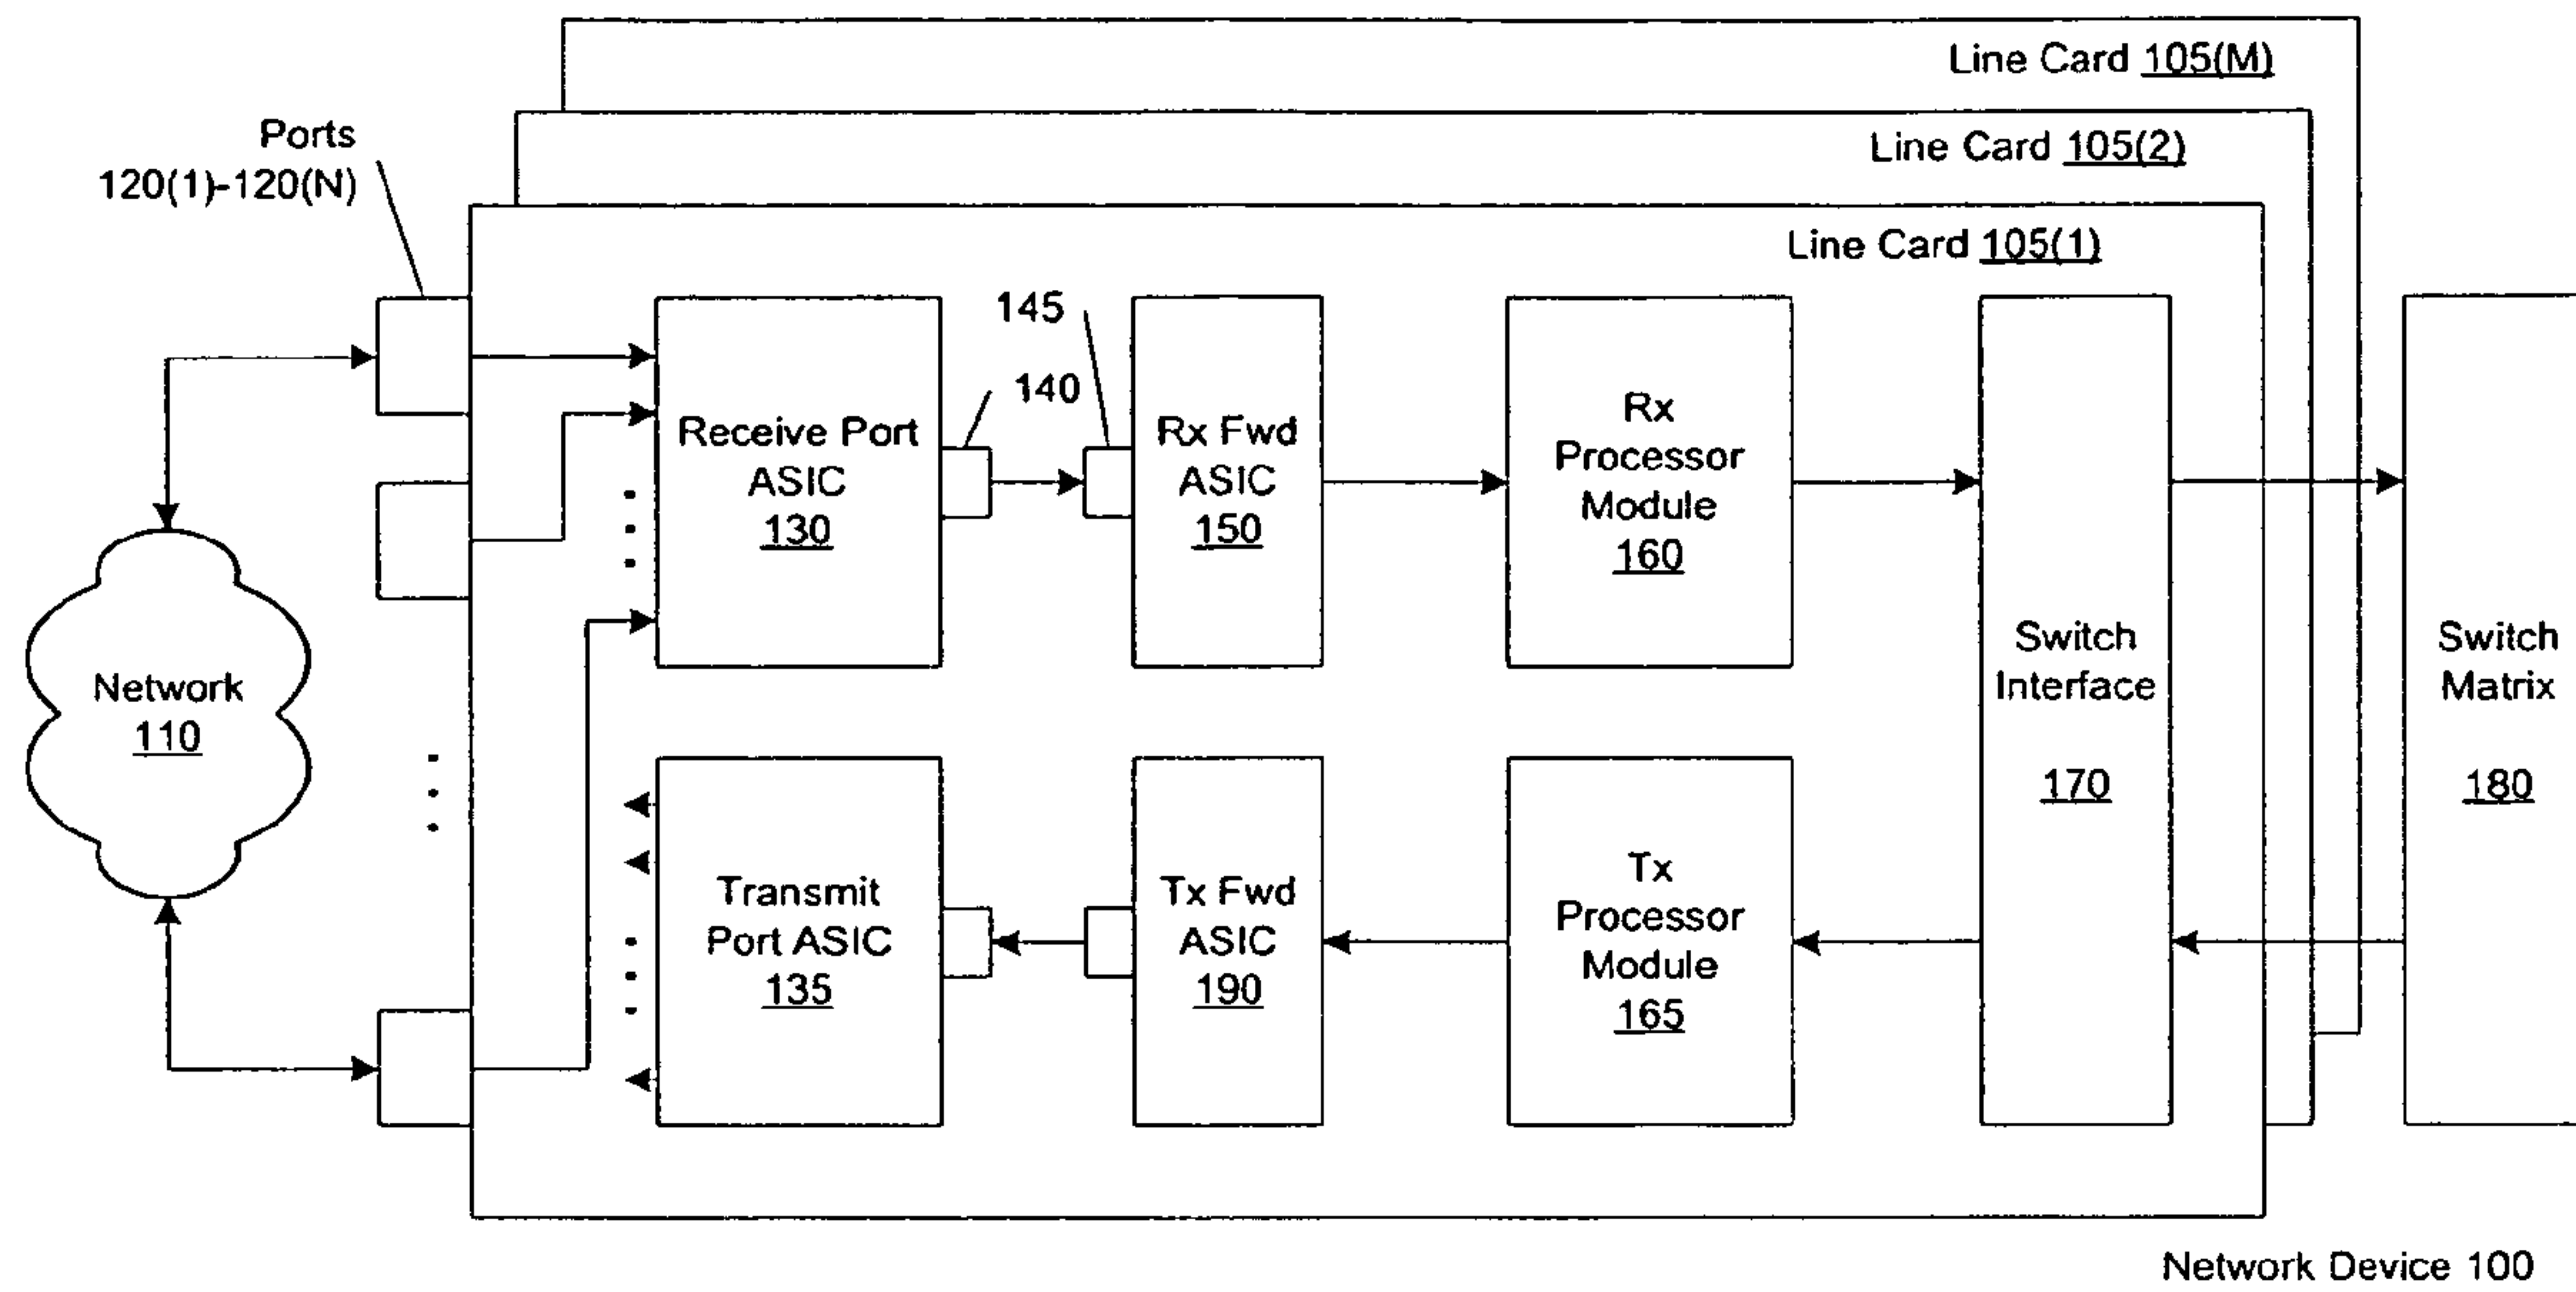 Line Card 105(M)
Line Card 105(2)
Line Card 105(1)
Ports
120(1)-120(N)
145
140
Receive Port
ASIC
130
Rx Fwd
ASIC
150
Rx
Processor
Module
160
Switch
Interface
170
Switch
Matrix
180
Network
110
Transmit
Port ASIC
135
Tx Fwd
ASIC
190
Tx
Processor
Module
165
Network Device 100